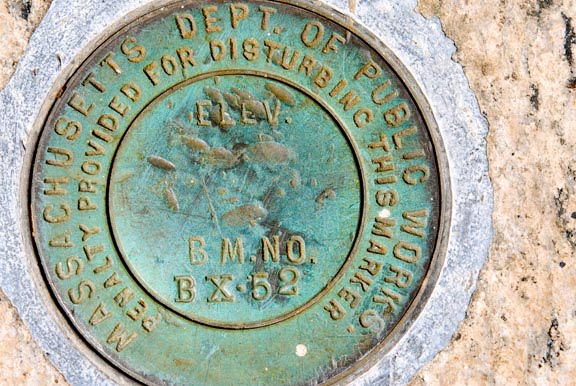 MASSACHUSETTS DEPT. OF PUBLIC WORKS.
PENALTY PROVIDED FOR DISTURBING THIS MARKER.
ELEV.
B M. NO.
BX·52